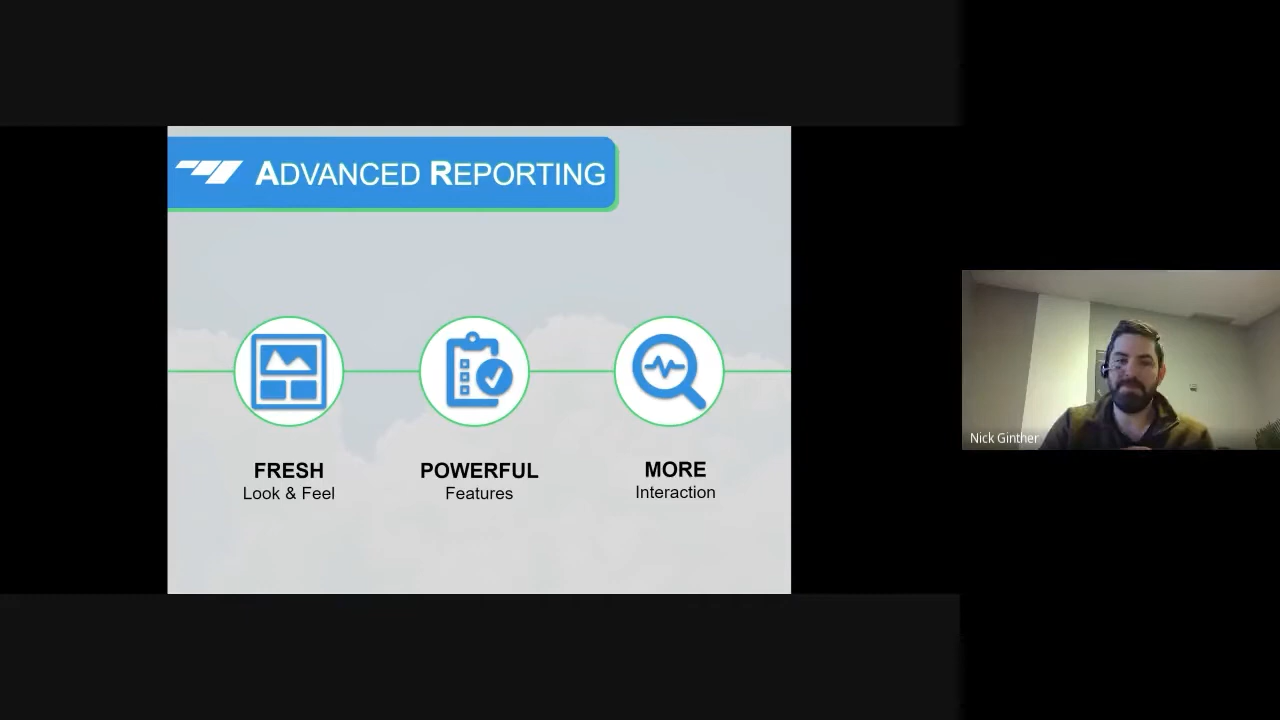 ADVANCED REPORTING
FRESH
Look & Feel
POWERFUL
Features
MORE
Interaction
Nick Ginther